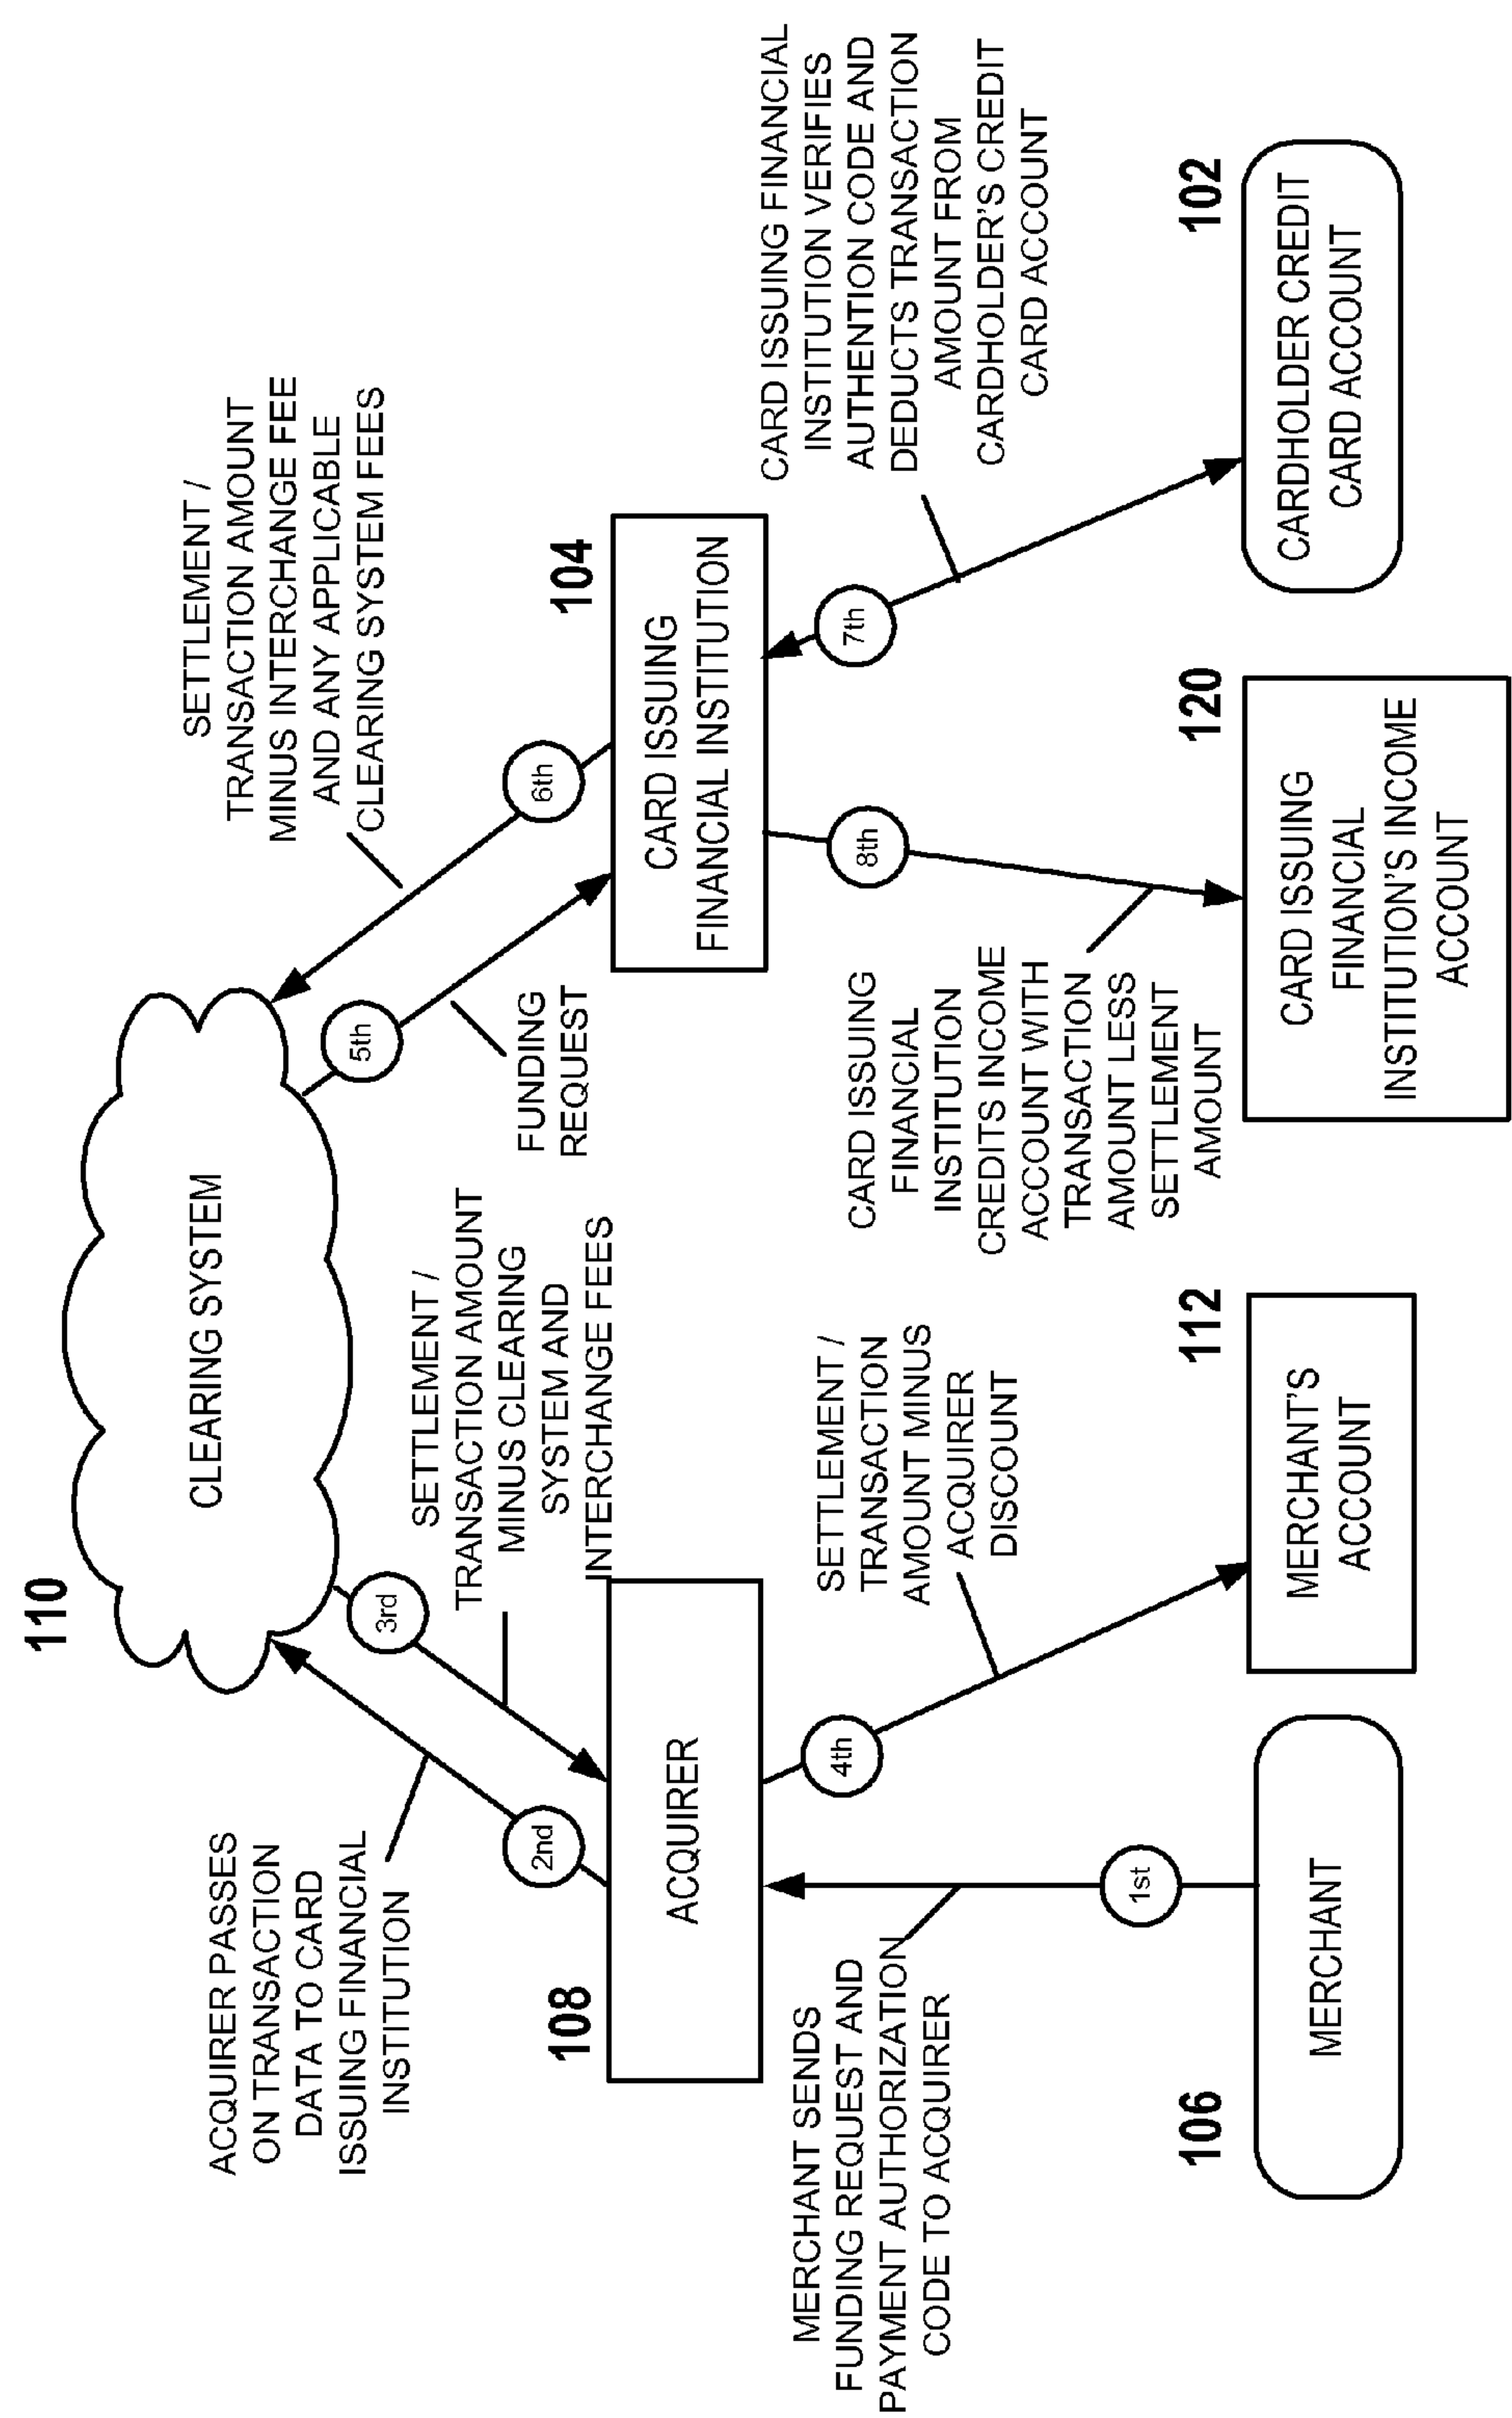 110
CLEARING SYSTEM
ACQUIRER PASSES
ON TRANSACTION
DATA TO CARD
ISSUING FINANCIAL
INSTITUTION
2nd
3rd
SETTLEMENT /
TRANSACTION AMOUNT
MINUS CLEARING
SYSTEM AND
INTERCHANGE FEES
5th
FUNDING
REQUEST
6th
SETTLEMENT /
TRANSACTION AMOUNT
MINUS INTERCHANGE FEE
AND ANY APPLICABLE
CLEARING SYSTEM FEES
108
ACQUIRER
104
CARD ISSUING
FINANCIAL INSTITUTION
MERCHANT SENDS
FUNDING REQUEST AND
PAYMENT AUTHORIZATION
CODE TO ACQUIRER
1st
4th
SETTLEMENT /
TRANSACTION
AMOUNT MINUS
ACQUIRER
DISCOUNT
CARD ISSUING
FINANCIAL
INSTITUTION
CREDITS INCOME
ACCOUNT WITH
TRANSACTION
AMOUNT LESS
SETTLEMENT
AMOUNT
8th
7th
CARD ISSUING FINANCIAL
INSTITUTION VERIFIES
AUTHENTION CODE AND
DEDUCTS TRANSACTION
AMOUNT FROM
CARDHOLDER'S CREDIT
CARD ACCOUNT
106
MERCHANT
112
MERCHANT'S
ACCOUNT
120
CARD ISSUING
FINANCIAL
INSTITUTION'S INCOME
ACCOUNT
102
CARDHOLDER CREDIT
CARD ACCOUNT